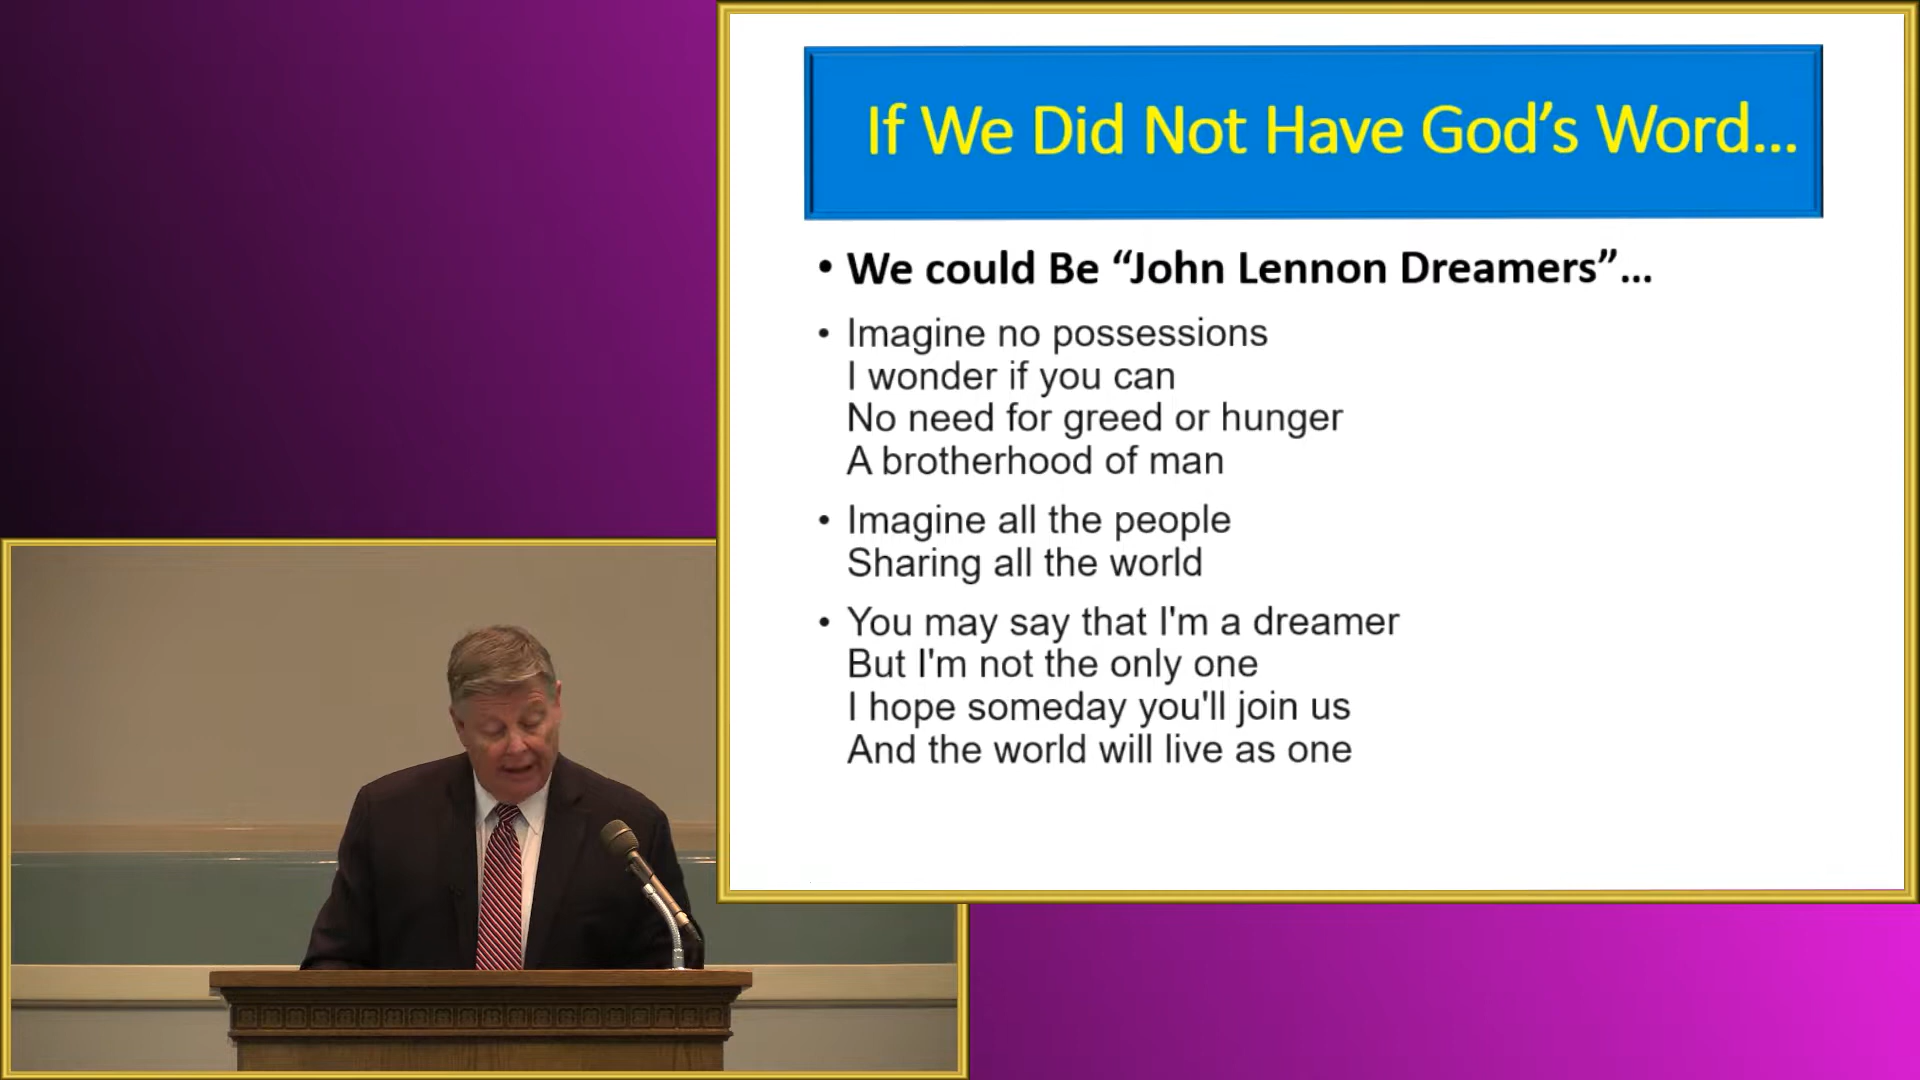 If We Did Not Have God’s Word...
• We could Be “John Lennon Dreamers”...
• Imagine no possessions
I wonder if you can
No need for greed or hunger
A brotherhood of man
• Imagine all the people
Sharing all the world
• You may say that I'm a dreamer
But I'm not the only one
I hope someday you'll join us
And the world will live as one